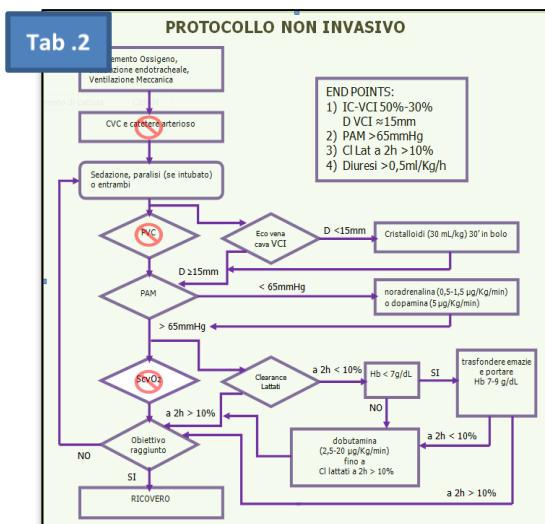 Tab .2
PROTOCOLLO NON INVASIVO
emento Ossigeno,
azione endotracheale,
Ventilazione Meccanica
CVC e catetere arterioso
END POINTS:
1) IC-VCI 50%-30%
D VCI ≈15mm
2) PAM >65mmHg
3) Cl Lat a 2h >10%
4) Diuresi >0,5ml/Kg/h
Sedazione, paralisi (se intubato)
o entrambi
PVC
Eco vena
cava VCI
D <15mm
Cristalloidi (30 mL/kg) 30' in bolo
D ≥15mm
PAM
< 65mmHg
noradrenalina (0,5-1,5 µg/Kg/min)
o dopamina (5 µg/Kg/min)
> 65mmHg
ScvO2
Clearance
Lattati
a 2h < 10%
Hb < 7g/dL
SI
trasfondere emazie
e portare
Hb 7-9 g/dL
NO
a 2h > 10%
Obiettivo
raggiunto
dobutamina
(2,5-20 µg/Kg/min)
fino a
Cl lattati a 2h > 10%
a 2h < 10%
NO
SI
a 2h > 10%
RICOVERO